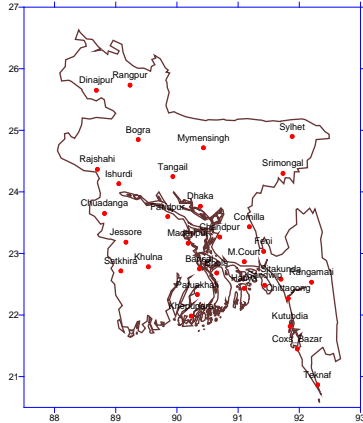 27
26
25
24
23
22
21
Dinajpur
Rangpur
Bogra
Mymensingh
Sylhet
Rajshahi
Ishurdi
Tangail
Srimongal
Dhaka
Chuadanga
Faridpur
Comilla
Chandpur
Madaripur
Jessore
Feni
Satkhira
Khulna
Barisal
M.Court
Sitakunda
Rangamati
Hatiya
Patuakhali
Chittagong
Khepupara
Kutubdia
Coxs_Bazar
Teknaf
88
89
90
91
92
93